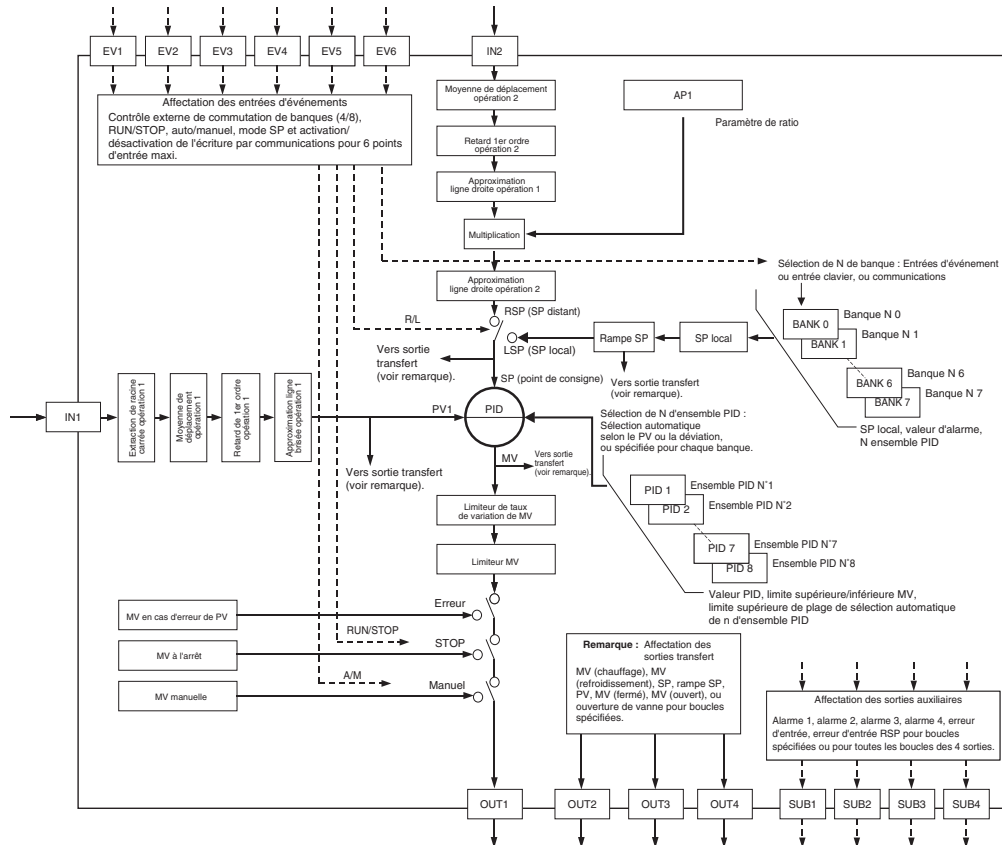 EV1
EV2
EV3
EV4
EV5
EV6
IN2
Affectation des entrées d'événements
Contrôle externe de commutation de banques (4/8),
RUN/STOP, auto/manuel, mode SP et activation/
désactivation de l'écriture par communications pour 6 points
d'entrée maxi.
Moyenne de déplacement
opération 2
Retard 1er ordre
opération 2
Approximation
ligne droite opération 1
Multiplication
Approximation
ligne droite opération 2
AP1
Paramètre de ratio
Sélection de N de banque : Entrées d'événement
ou entrée clavier, ou communications
BANK 0
Banque N 0
BANK 1
Banque N 1
BANK 6
Banque N 6
BANK 7
Banque N 7
SP local, valeur d'alarme,
N ensemble PID
RSP (SP distant)
R/L
LSP (SP local)
Rampe SP
SP local
Vers sortie
transfert
(voir remarque).
Vers sortie transfert
(voir remarque).
SP (point de consigne)
IN1
Extraction de racine
carrée opération 1
Moyenne de
déplacement
opération 1
Retard de 1er ordre
opération 1
Approximation ligne
brisée opération 1
PV1
PID
Vers sortie transfert
(voir remarque).
MV
Vers sortie
transfert
(voir remarque).
Sélection de N d'ensemble PID :
Sélection automatique
selon le PV ou la déviation,
ou spécifiée pour chaque banque.
PID 1
Ensemble PID N˚1
PID 2
Ensemble PID N˚2
PID 7
Ensemble PID N˚7
PID 8
Ensemble PID N˚8
Valeur PID, limite supérieure/inférieure MV,
limite supérieure de plage de sélection automatique
de n d'ensemble PID
Limiteur de taux
de variation de MV
Limiteur MV
MV en cas d'erreur de PV
Erreur
RUN/STOP
MV à l'arrêt
STOP
A/M
MV manuelle
Manuel
Remarque : Affectation des
sorties transfert
MV (chauffage), MV
(refroidissement), SP, rampe SP,
PV, MV (fermé), MV (ouvert), ou
ouverture de vanne pour boucles
spécifiées.
Affectation des sorties auxiliaires
Alarme 1, alarme 2, alarme 3, alarme 4, erreur
d'entrée, erreur d'entrée RSP pour boucles
spécifiées ou pour toutes les boucles des 4 sorties.
OUT1
OUT2
OUT3
OUT4
SUB1
SUB2
SUB3
SUB4